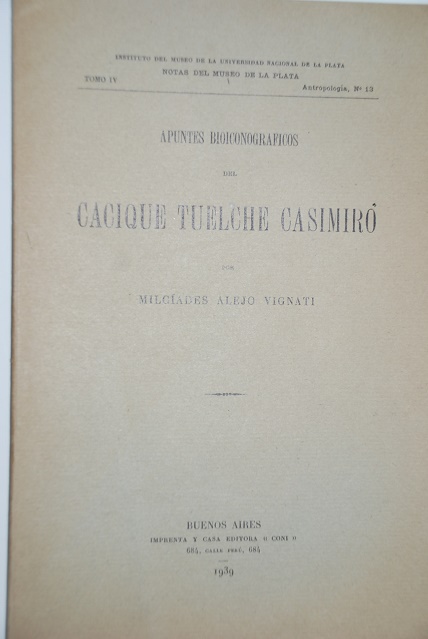 INSTITUTO DEL MUSEO DE LA UNIVERSIDAD NACIONAL DE LA PLATA
NOTAS DEL MUSEO DE LA PLATA
TOMO IV
Antropología, Nº 13
APUNTES BIOICONOGRAFICOS
DEL
CACIQUE TUELCHE CASIMIRO
POR
MILCÍADES ALEJO VIGNATI
BUENOS AIRES
IMPRENTA Y CASA EDITORA « CONI »
684, CALLE PERÚ, 684
1939